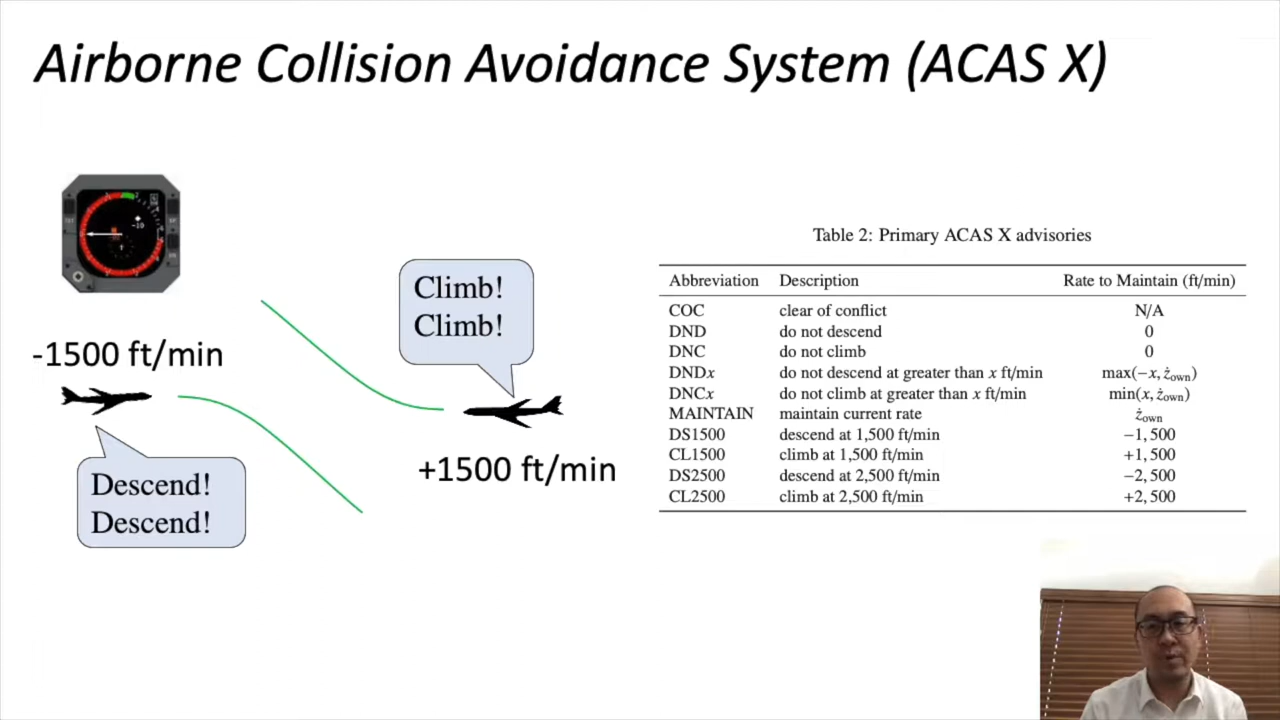 Airborne Collision Avoidance System (ACAS X)
-1500 ft/min
Descend!
Descend!
Climb!
Climb!
+1500 ft/min
Table 2: Primary ACAS X advisories
Abbreviation Description Rate to Maintain (ft/min)
COC clear of conflict N/A
DND do not descend 0
DNC do not climb 0
DNDx do not descend at greater than x ft/min max(−x, ż_own)
DNCx do not climb at greater than x ft/min min(x, ż_own)
MAINTAIN maintain current rate ż_own
DS1500 descend at 1,500 ft/min −1,500
CL1500 climb at 1,500 ft/min +1,500
DS2500 descend at 2,500 ft/min −2,500
CL2500 climb at 2,500 ft/min +2,500